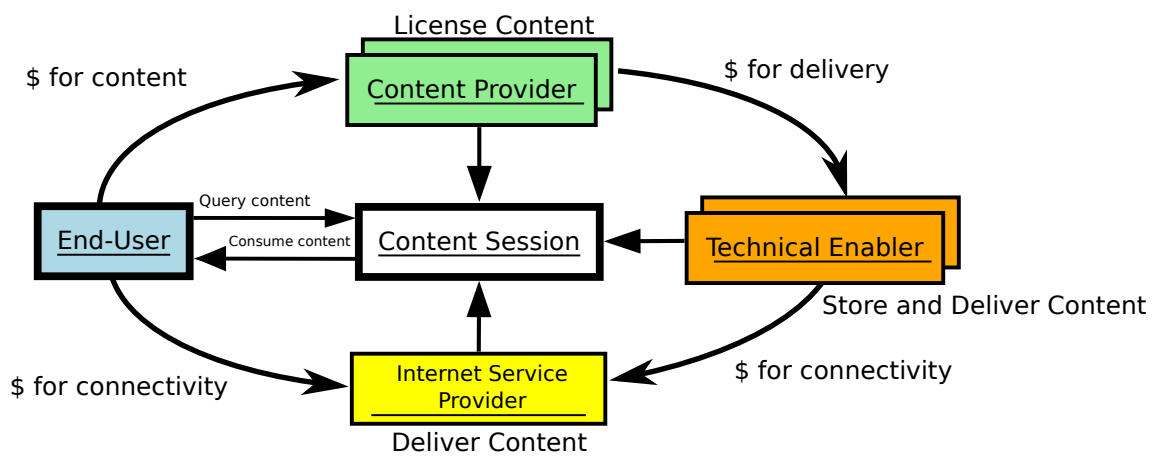 License Content
$ for content
Content Provider
$ for delivery
Query content
End-User
Consume content
Content Session
Technical Enabler
Store and Deliver Content
$ for connectivity
Internet Service
Provider
$ for connectivity
Deliver Content